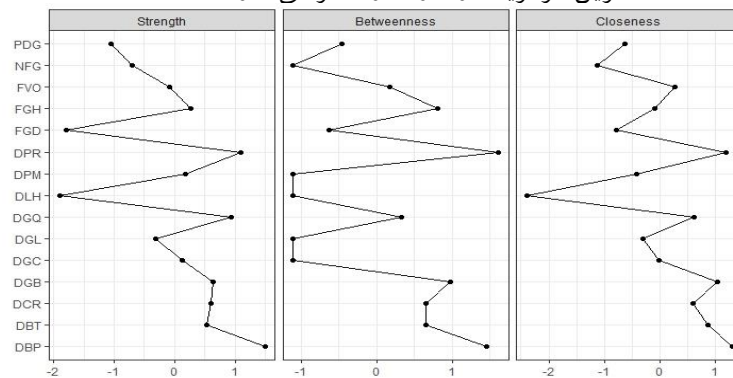 Strength Betweenness Closeness
PDG
NFG
FVO
FGH
FGD
DPR
DPM
DLH
DGQ
DGL
DGC
DGB
DCR
DBT
DBP
-2 -1 0 1 -1 0 1 -2 -1 0 1